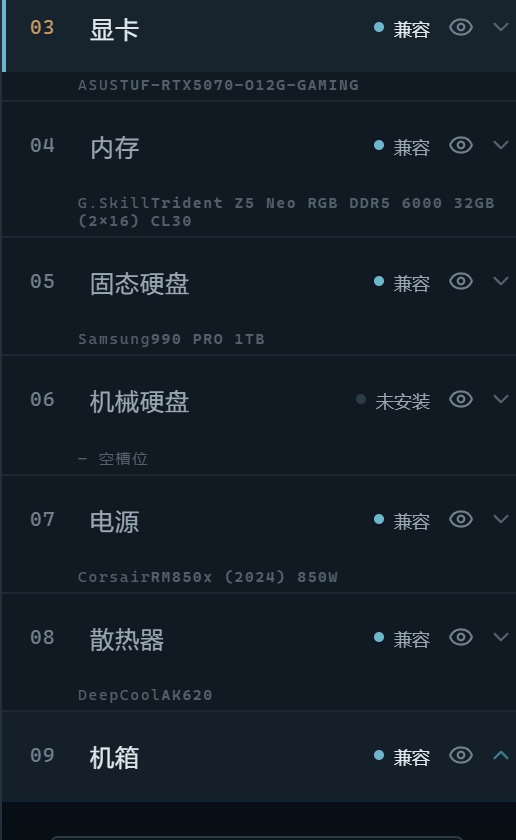 03 显卡 兼容
ASUSTUF-RTX5070-O12G-GAMING
04 内存 兼容
G.SkillTrident Z5 Neo RGB DDR5 6000 32GB
(2×16) CL30
05 固态硬盘 兼容
Samsung990 PRO 1TB
06 机械硬盘 未安装
— 空槽位
07 电源 兼容
CorsairRM850x (2024) 850W
08 散热器 兼容
DeepCoolAK620
09 机箱 兼容